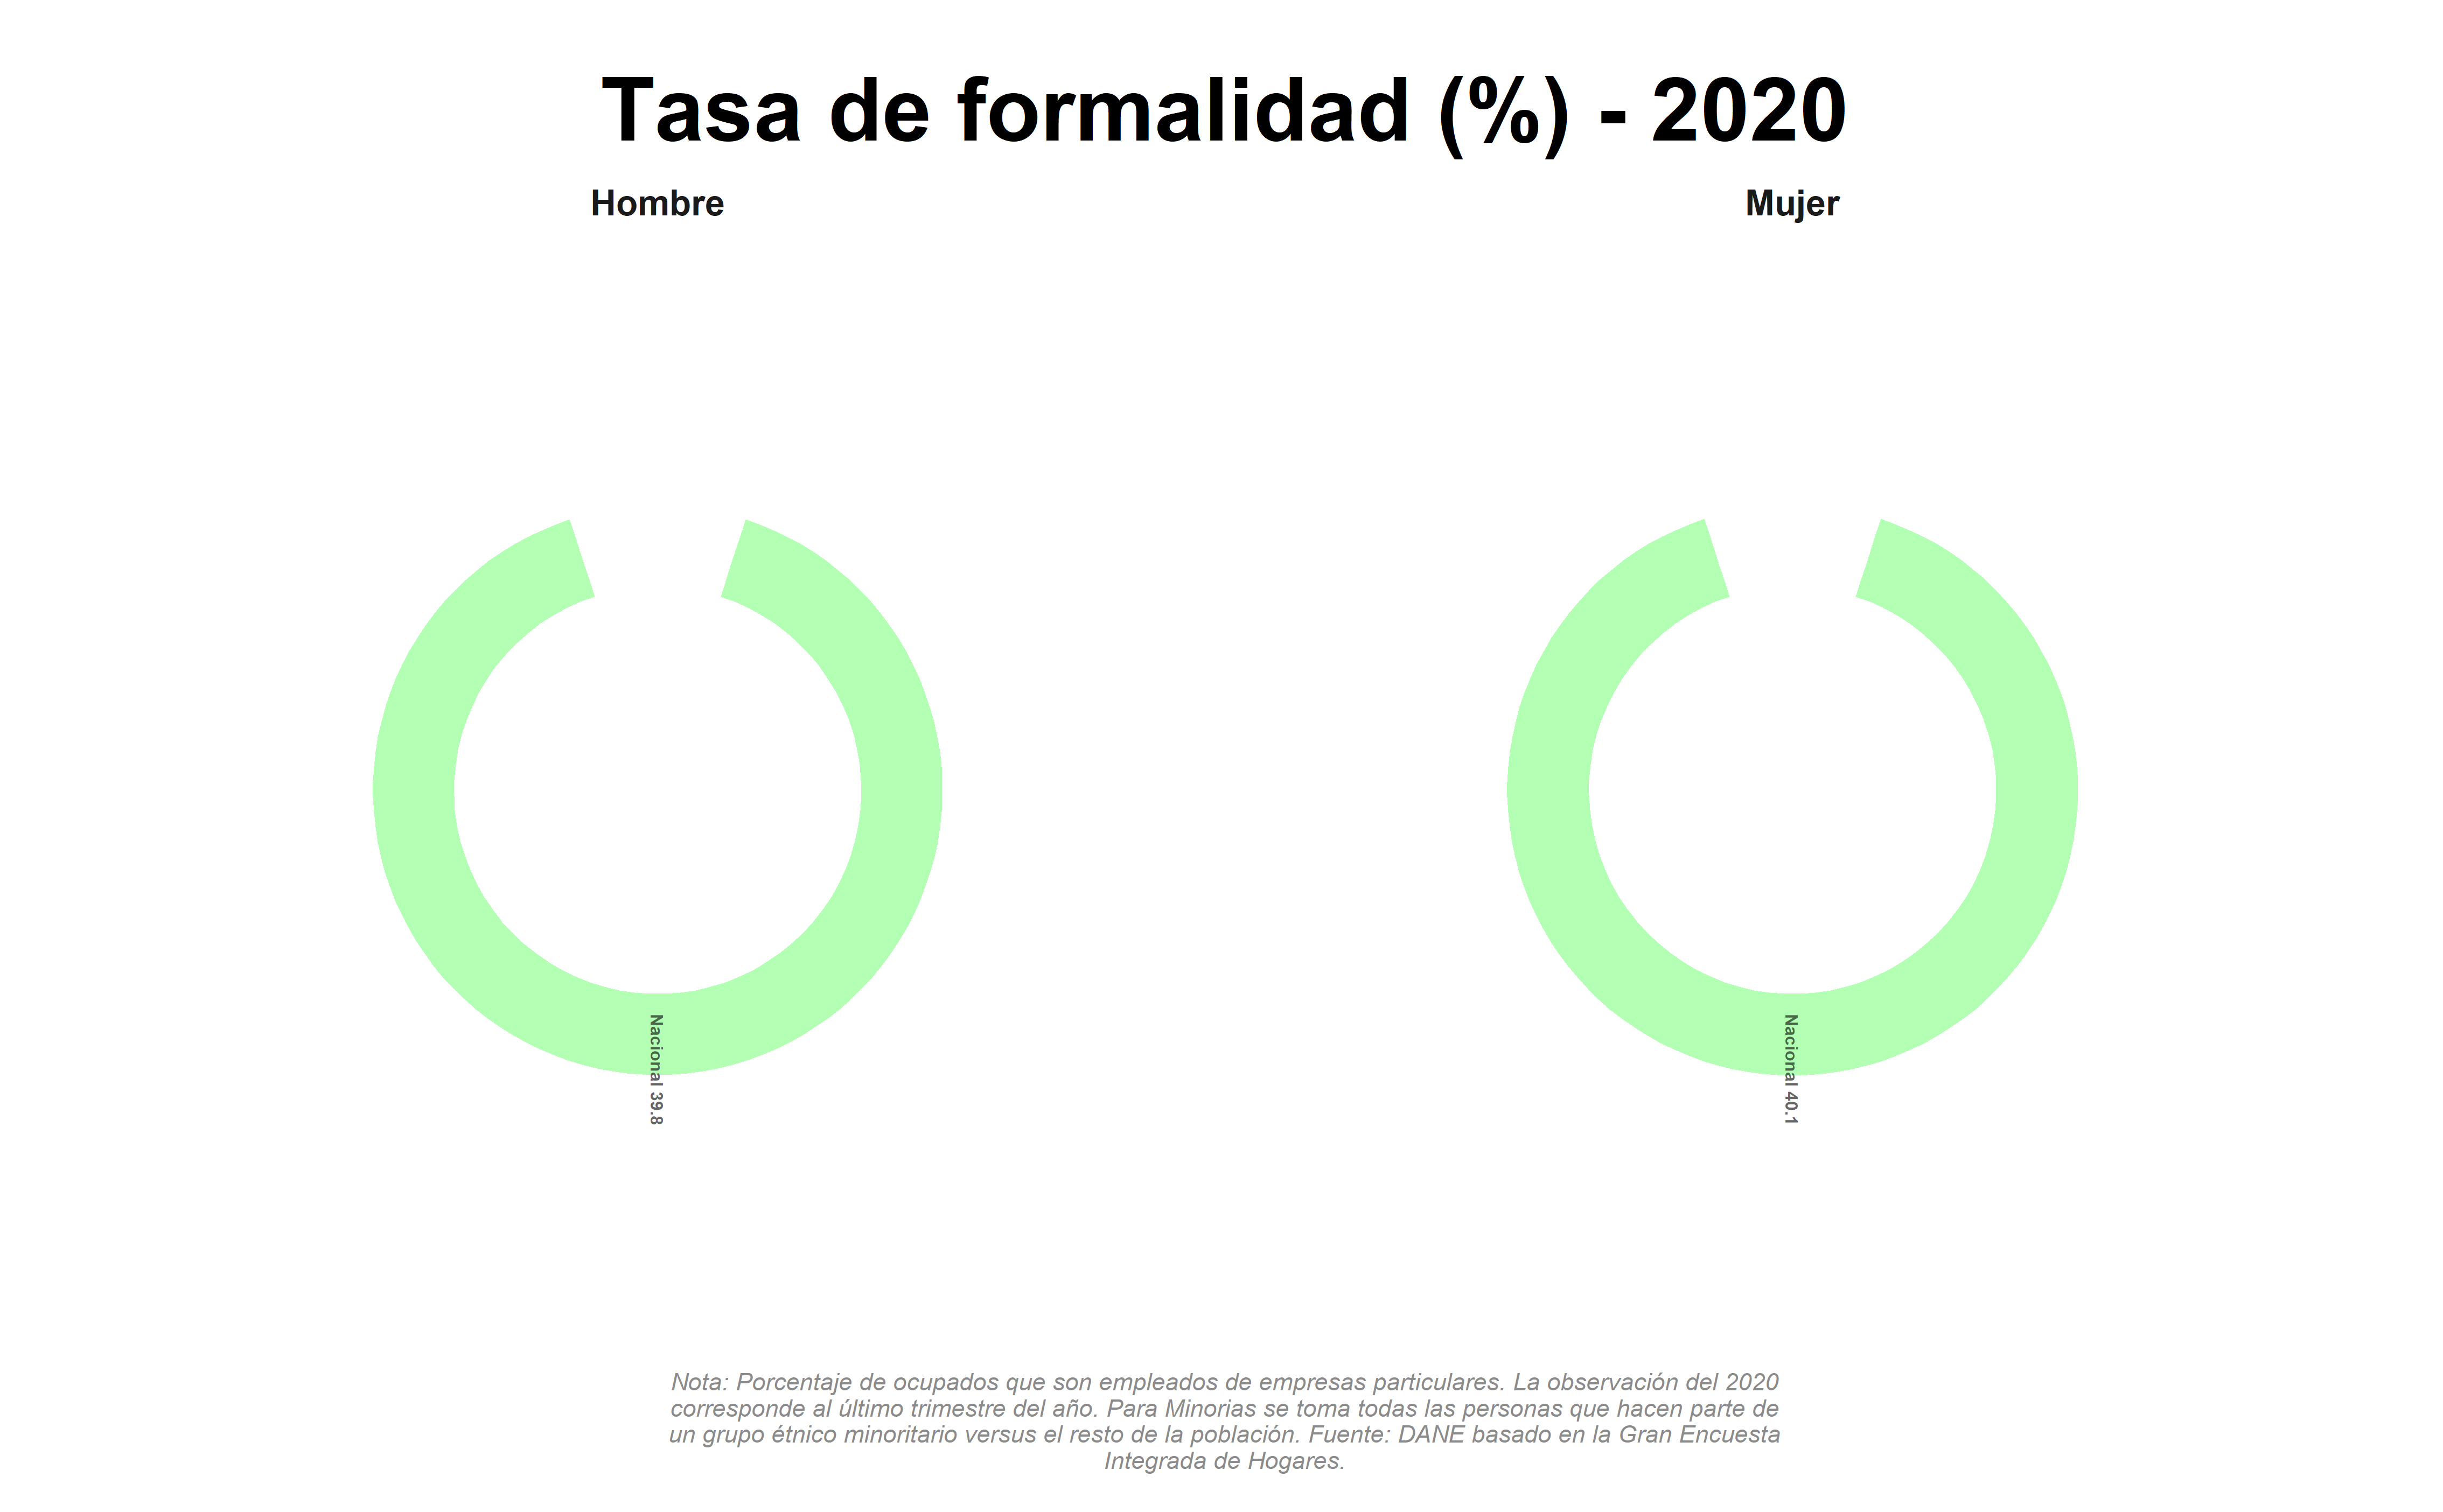 Tasa de formalidad (%) - 2020
Hombre
Mujer
Nacional 39.8
Nacional 40.1
Nota: Porcentaje de ocupados que son empleados de empresas particulares. La observación del 2020
corresponde al último trimestre del año. Para Minorias se toma todas las personas que hacen parte de
un grupo étnico minoritario versus el resto de la población. Fuente: DANE basado en la Gran Encuesta
Integrada de Hogares.